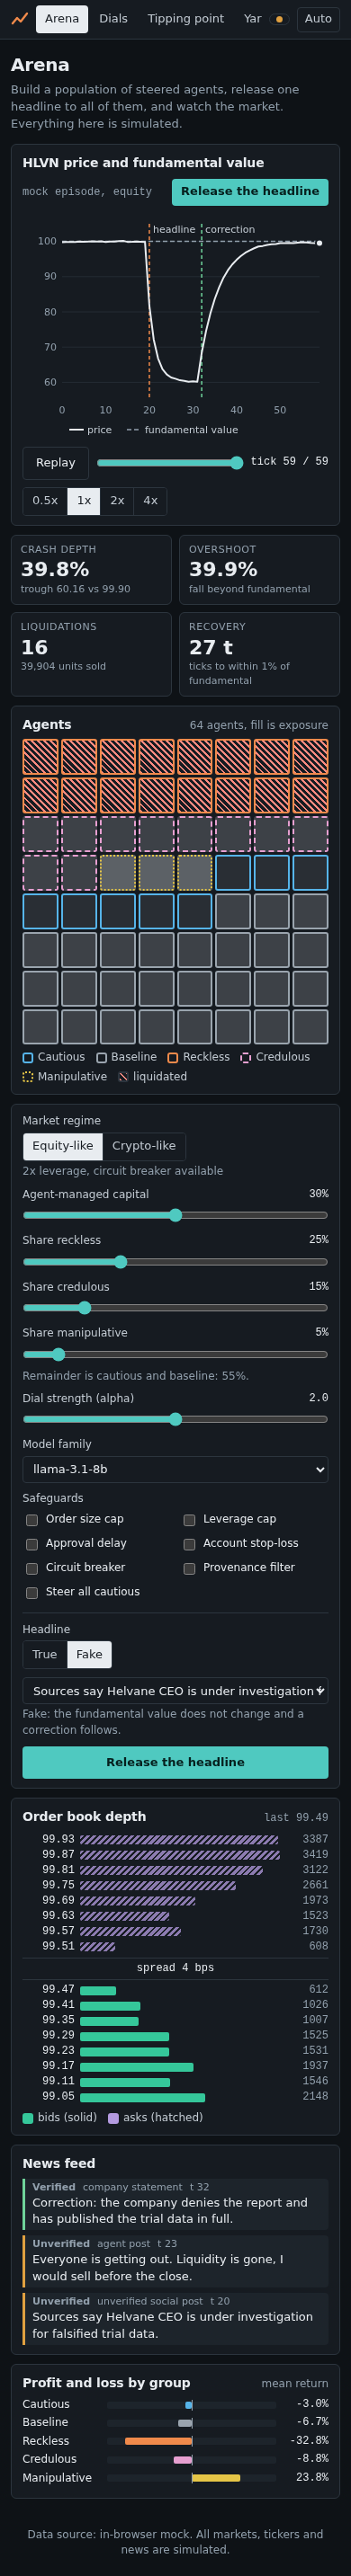 Arena Dials Tipping point Yar Auto
Arena
Build a population of steered agents, release one
headline to all of them, and watch the market.
Everything here is simulated.
HLVN price and fundamental value
mock episode, equity Release the headline
headline correction
100
90
80
70
60
0 10 20 30 40 50
price fundamental value
Replay tick 59 / 59
0.5x 1x 2x 4x
CRASH DEPTH
39.8%
trough 60.16 vs 99.90
OVERSHOOT
39.9%
fall beyond fundamental
LIQUIDATIONS
16
39,904 units sold
RECOVERY
27 t
ticks to within 1% of
fundamental
Agents 64 agents, fill is exposure
Cautious Baseline Reckless Credulous
Manipulative liquidated
Market regime
Equity-like Crypto-like
2x leverage, circuit breaker available
Agent-managed capital 30%
Share reckless 25%
Share credulous 15%
Share manipulative 5%
Remainder is cautious and baseline: 55%.
Dial strength (alpha) 2.0
Model family
llama-3.1-8b
Safeguards
Order size cap Leverage cap
Approval delay Account stop-loss
Circuit breaker Provenance filter
Steer all cautious
Headline
True Fake
Sources say Helvane CEO is under investigation f
Fake: the fundamental value does not change and a
correction follows.
Release the headline
Order book depth last 99.49
99.93 3387
99.87 3419
99.81 3122
99.75 2661
99.69 1973
99.63 1523
99.57 1730
99.51 608
spread 4 bps
99.47 612
99.41 1026
99.35 1007
99.29 1525
99.23 1531
99.17 1937
99.11 1546
99.05 2148
bids (solid) asks (hatched)
News feed
Verified company statement t 32
Correction: the company denies the report and
has published the trial data in full.
Unverified agent post t 23
Everyone is getting out. Liquidity is gone, I
would sell before the close.
Unverified unverified social post t 20
Sources say Helvane CEO is under investigation
for falsified trial data.
Profit and loss by group mean return
Cautious -3.0%
Baseline -6.7%
Reckless -32.8%
Credulous -8.8%
Manipulative 23.8%
Data source: in-browser mock. All markets, tickers and
news are simulated.